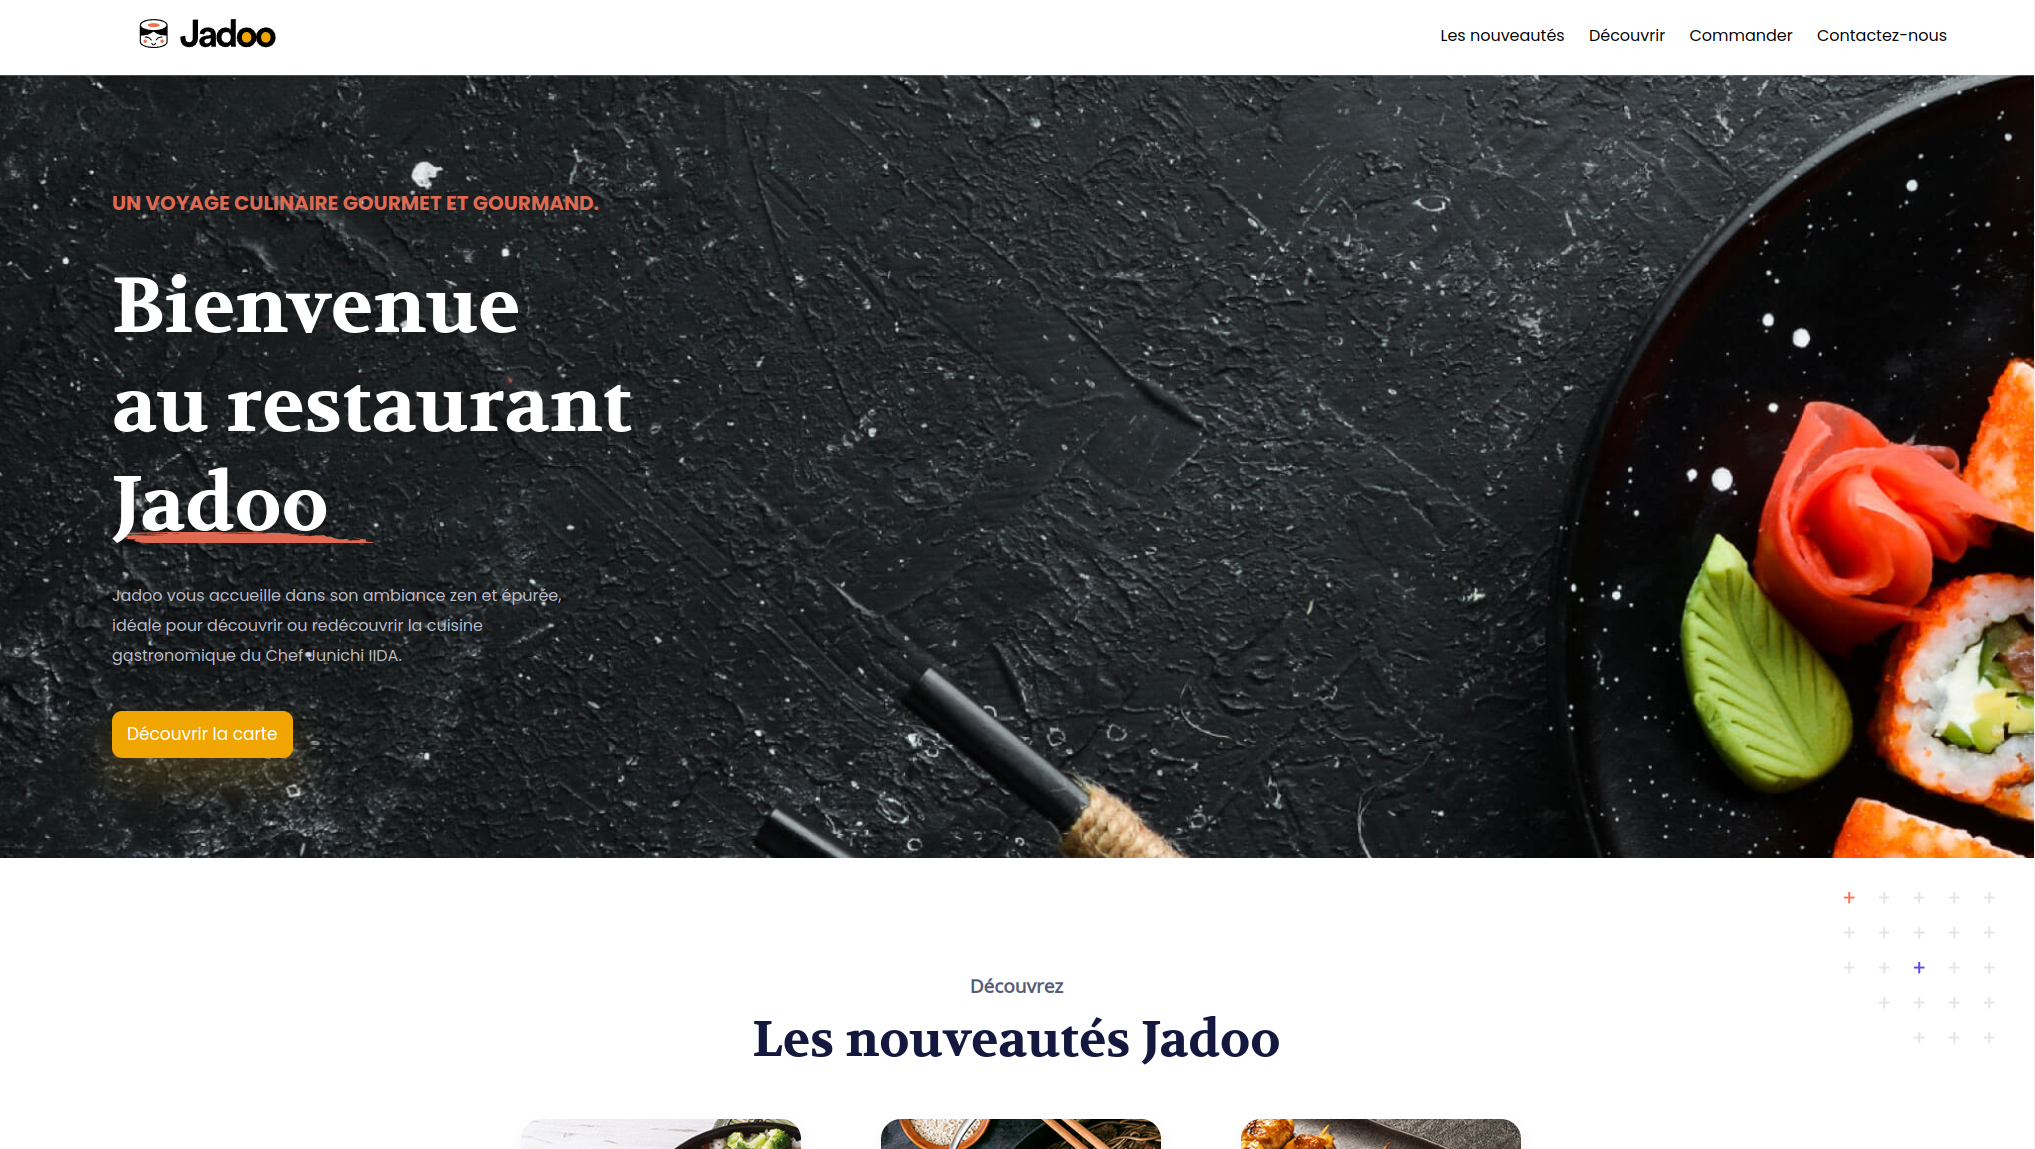 Jadoo
Les nouveautés
Découvrir
Commander
Contactez-nous
UN VOYAGE CULINAIRE GOURMET ET GOURMAND.
Bienvenue
au restaurant
Jadoo
Jadoo vous accueille dans son ambiance zen et épurée,
idéale pour découvrir ou redécouvrir la cuisine
gastronomique du Chef Junichi IIDA.
Découvrir la carte
Découvrez
Les nouveautés Jadoo